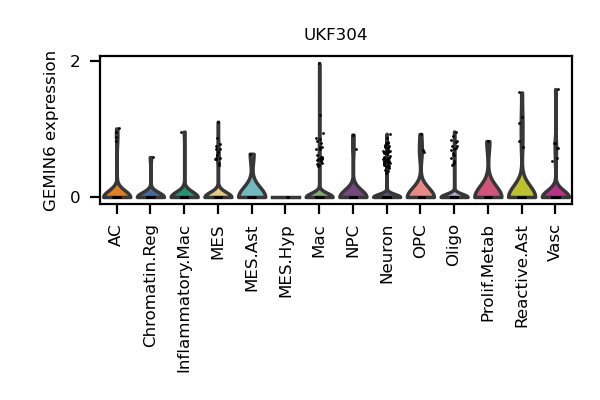 UKF304
GEMIN6 expression
2
0
AC
Chromatin.Reg
Inflammatory.Mac
MES
MES.Ast
MES.Hyp
Mac
NPC
Neuron
OPC
Oligo
Prolif.Metab
Reactive.Ast
Vasc